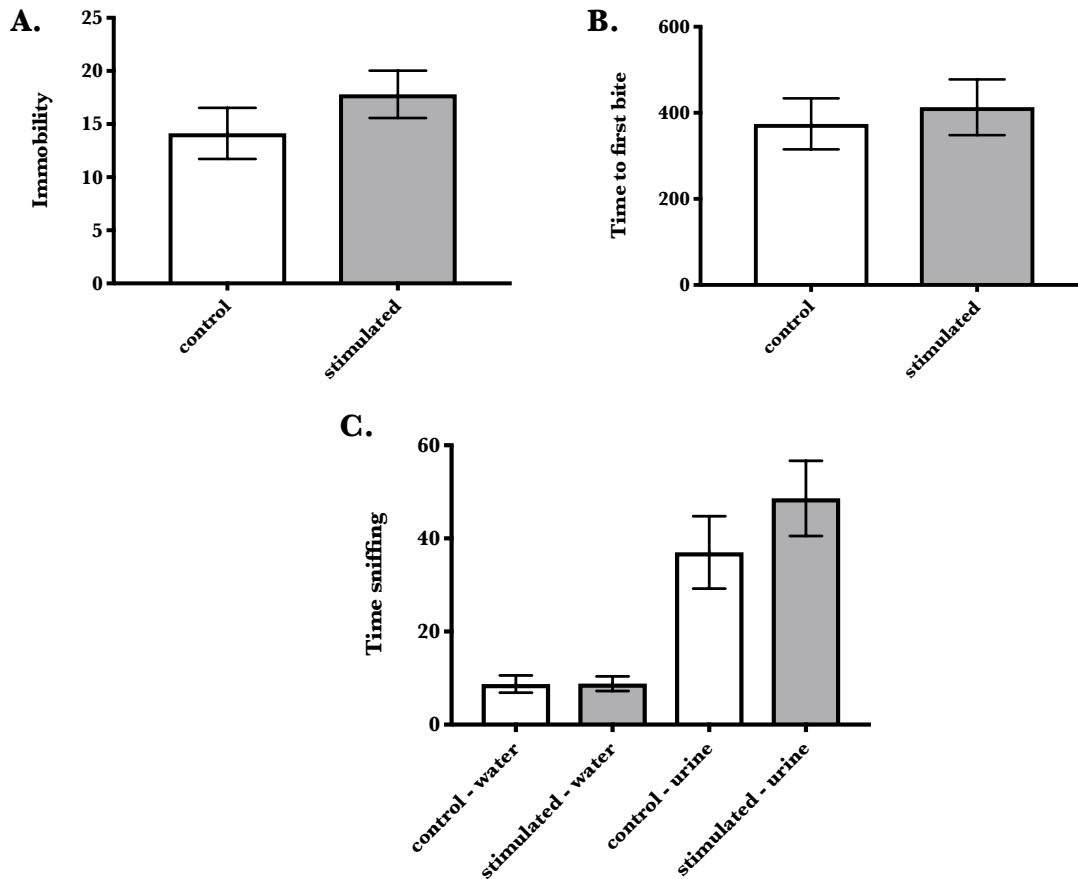 A.
Immobility
25
20
15
10
5
0
control
stimulated
B.
Time to first bite
600
400
200
0
control
stimulated
C.
Time sniffing
60
40
20
0
control - water
stimulated - water
control - urine
stimulated - urine